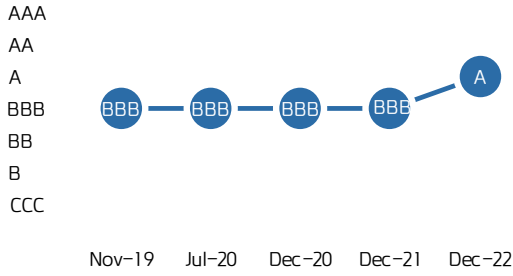 AAA
AA
A
BBB
BB
B
CCC
BBB BBB BBB BBB A
Nov-19 Jul-20 Dec-20 Dec-21 Dec-22